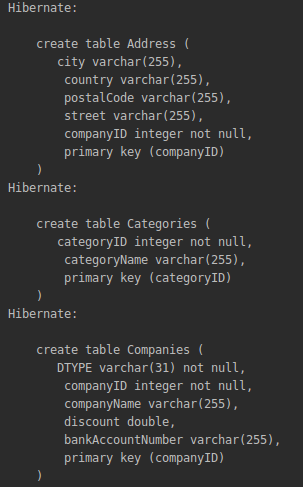 Hibernate:
create table Address (
city varchar(255),
country varchar(255),
postalCode varchar(255),
street varchar(255),
companyID integer not null,
primary key (companyID)
)
Hibernate:
create table Categories (
categoryID integer not null,
categoryName varchar(255),
primary key (categoryID)
)
Hibernate:
create table Companies (
DTYPE varchar(31) not null,
companyID integer not null,
companyName varchar(255),
discount double,
bankAccountNumber varchar(255),
primary key (companyID)
)